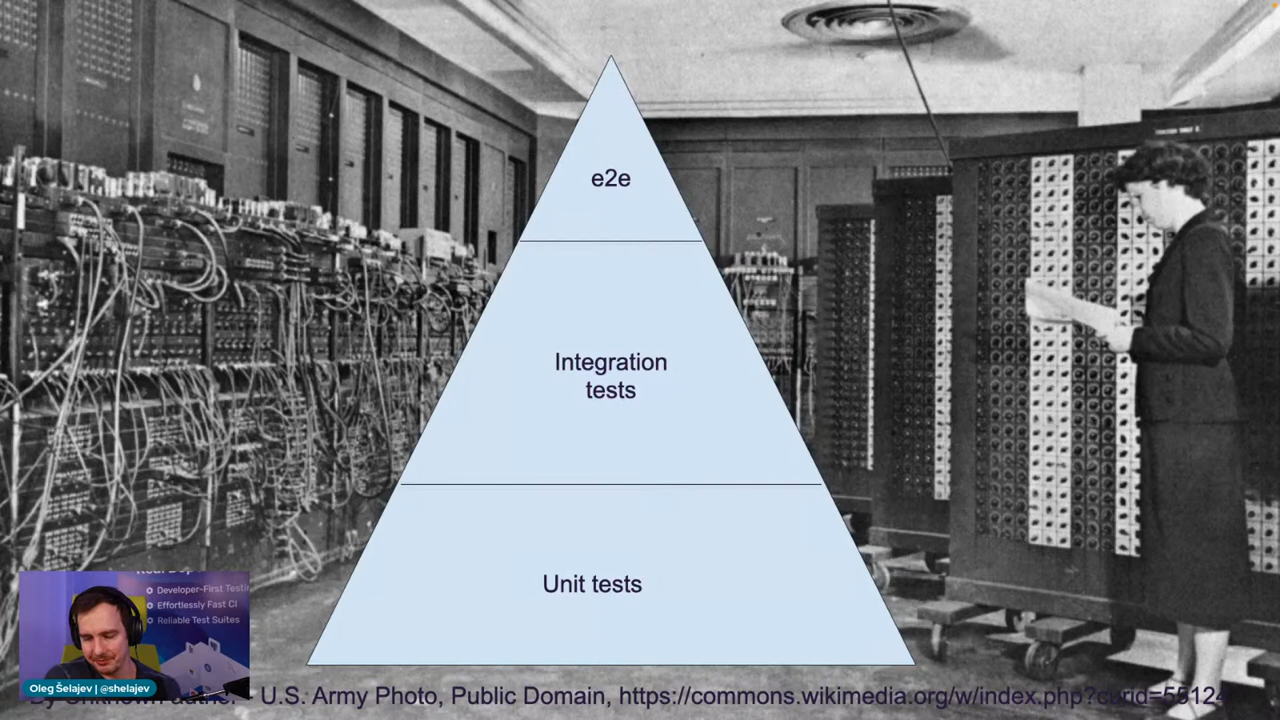 e2e
Integration
tests
Unit tests
Developer-First
Effortlessly Fast CI
Reliable Test Suites
Oleg Šelajev | @shelajev
U.S. Army Photo, Public Domain, https://commons.wikimedia.org/w/index.php?curid=55124